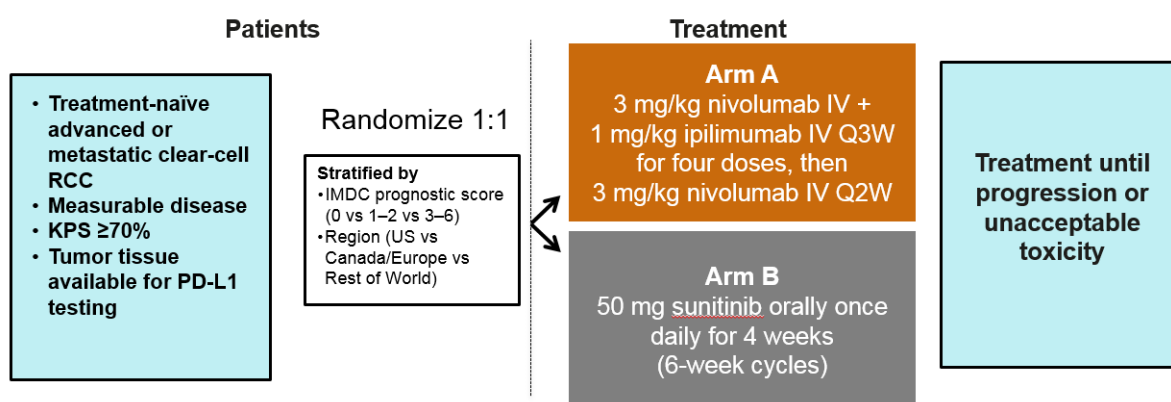 Patients
Treatment
• Treatment-naïve
advanced or
metastatic clear-cell
RCC
• Measurable disease
• KPS ≥70%
• Tumor tissue
available for PD-L1
testing
Randomize 1:1
Stratified by
•IMDC prognostic score
(0 vs 1–2 vs 3–6)
•Region (US vs
Canada/Europe vs
Rest of World)
Arm A
3 mg/kg nivolumab IV +
1 mg/kg ipilimumab IV Q3W
for four doses, then
3 mg/kg nivolumab IV Q2W
Arm B
50 mg sunitinib orally once
daily for 4 weeks
(6-week cycles)
Treatment until
progression or
unacceptable
toxicity